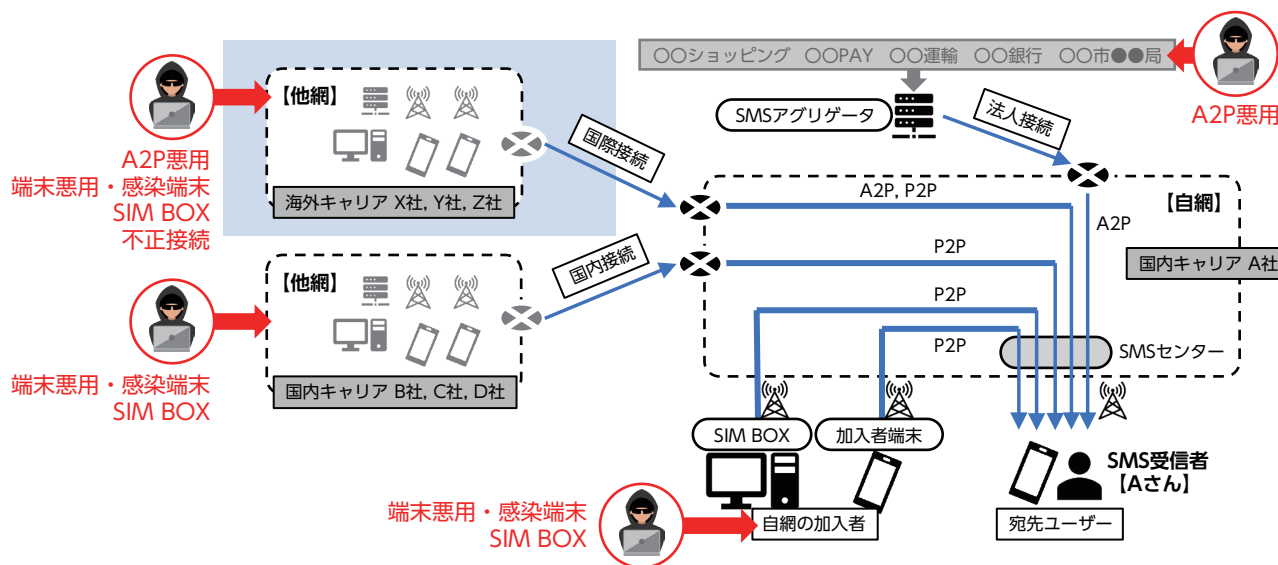 〇〇ショッピング 〇〇PAY 〇〇運輸 〇〇銀行 〇〇市●●局
A2P悪用
SMSアグリゲータ
法人接続
【他網】
A2P悪用
端末悪用・感染端末
SIM BOX
不正接続
海外キャリア X社, Y社, Z社
国際接続
A2P, P2P
【自網】
A2P
国内キャリア A社
【他網】
国内接続
P2P
P2P
P2P
SMSセンター
端末悪用・感染端末
SIM BOX
国内キャリア B社, C社, D社
SIM BOX
加入者端末
SMS受信者
【Aさん】
端末悪用・感染端末
SIM BOX
自網の加入者
宛先ユーザー